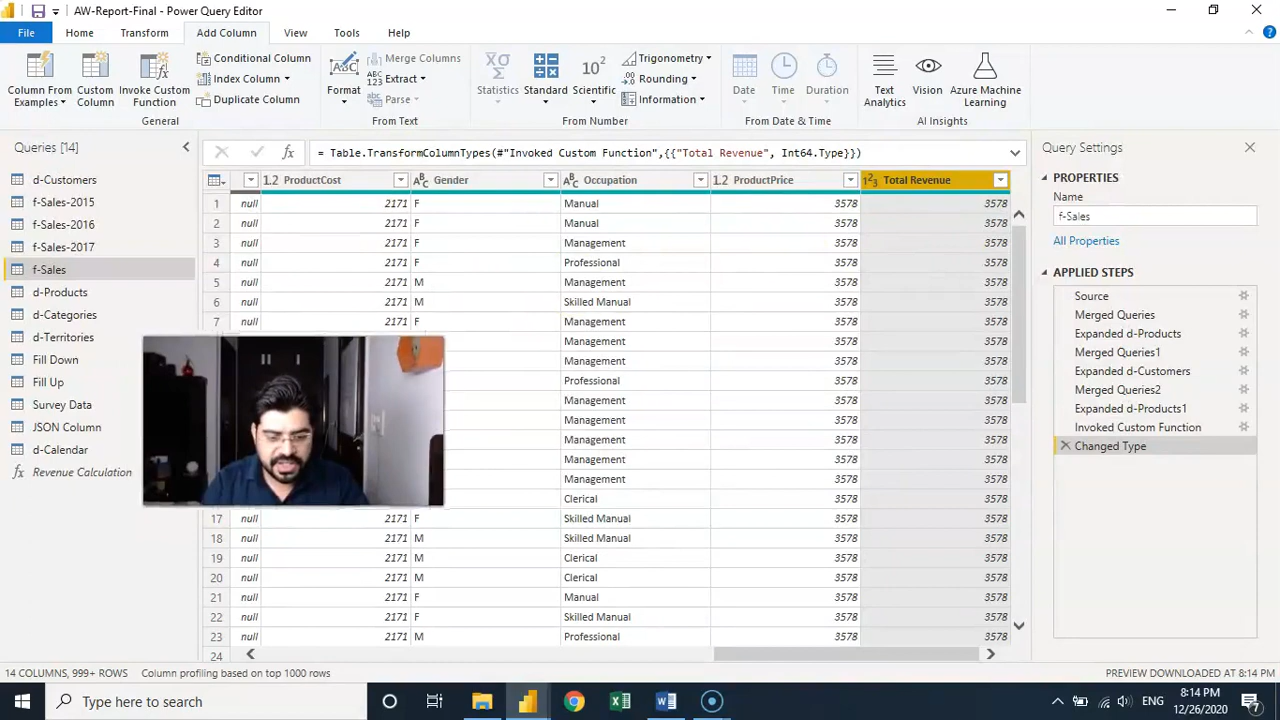 AW-Report-Final - Power Query Editor
File Home Transform Add Column View Tools Help
Column From Examples
Custom Column
Invoke Custom Function
Conditional Column
Index Column
Duplicate Column
General
Format
Merge Columns
Extract
Parse
From Text
Statistics
Standard
Scientific
Trigonometry
Rounding
Information
From Number
Date
Time
Duration
From Date & Time
Text Analytics
Vision
Azure Machine Learning
AI Insights
Queries [14]
d-Customers
f-Sales-2015
f-Sales-2016
f-Sales-2017
f-Sales
d-Products
d-Categories
d-Territories
Fill Down
Fill Up
Survey Data
JSON Column
d-Calendar
fx Revenue Calculation
fx = Table.TransformColumnTypes(#"Invoked Custom Function",{{"Total Revenue", Int64.Type}})
1.2 ProductCost ABC Gender ABC Occupation 1.2 ProductPrice 123 Total Revenue
1 null 2171 F Manual 3578 3578
2 null 2171 F Manual 3578 3578
3 null 2171 F Management 3578 3578
4 null 2171 F Professional 3578 3578
5 null 2171 M Management 3578 3578
6 null 2171 M Skilled Manual 3578 3578
7 null 2171 F Management 3578 3578
Management 3578 3578
Management 3578 3578
Professional 3578 3578
Management 3578 3578
Management 3578 3578
Management 3578 3578
Management 3578 3578
Management 3578 3578
Clerical 3578 3578
17 null 2171 F Skilled Manual 3578 3578
18 null 2171 M Skilled Manual 3578 3578
19 null 2171 M Clerical 3578 3578
20 null 2171 M Clerical 3578 3578
21 null 2171 F Manual 3578 3578
22 null 2171 F Skilled Manual 3578 3578
23 null 2171 M Professional 3578 3578
24
Query Settings
PROPERTIES
Name
f-Sales
All Properties
APPLIED STEPS
Source
Merged Queries
Expanded d-Products
Merged Queries1
Expanded d-Customers
Merged Queries2
Expanded d-Products1
Invoked Custom Function
Changed Type
14 COLUMNS, 999+ ROWS Column profiling based on top 1000 rows PREVIEW DOWNLOADED AT 8:14 PM
Type here to search
ENG
8:14 PM
12/26/2020
7